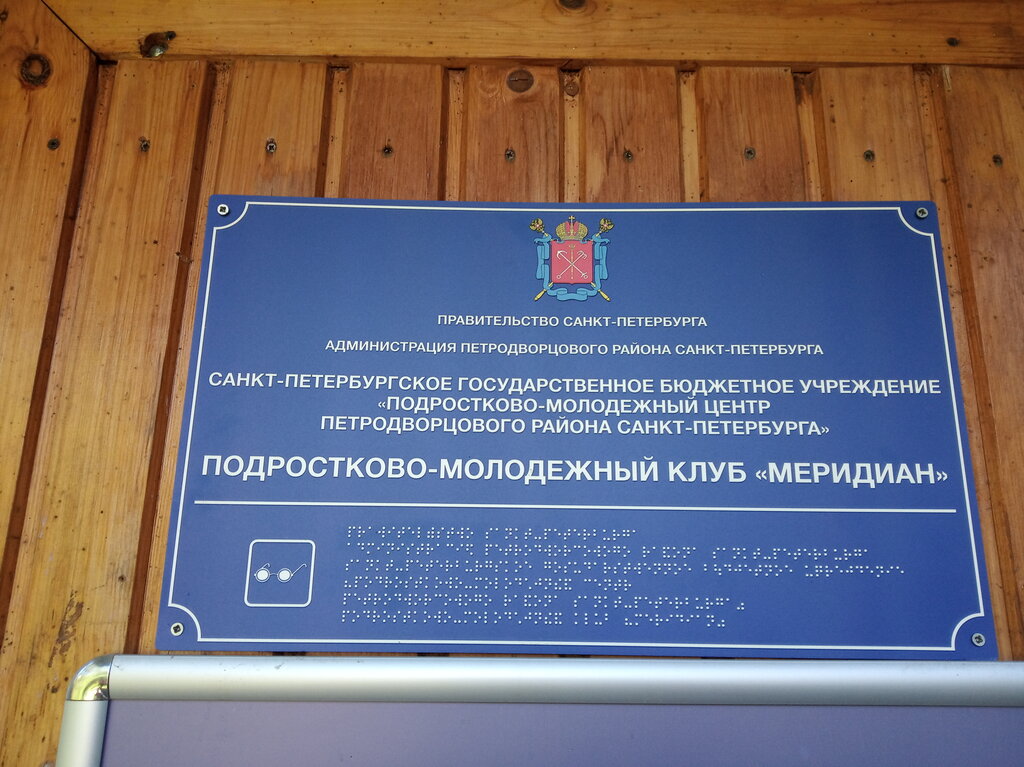 ПРАВИТЕЛЬСТВО САНКТ-ПЕТЕРБУРГА
АДМИНИСТРАЦИЯ ПЕТРОДВОРЦОВОГО РАЙОНА САНКТ-ПЕТЕРБУРГА
САНКТ-ПЕТЕРБУРГСКОЕ ГОСУДАРСТВЕННОЕ БЮДЖЕТНОЕ УЧРЕЖДЕНИЕ
«ПОДРОСТКОВО-МОЛОДЕЖНЫЙ ЦЕНТР
ПЕТРОДВОРЦОВОГО РАЙОНА САНКТ-ПЕТЕРБУРГА»
ПОДРОСТКОВО-МОЛОДЕЖНЫЙ КЛУБ «МЕРИДИАН»